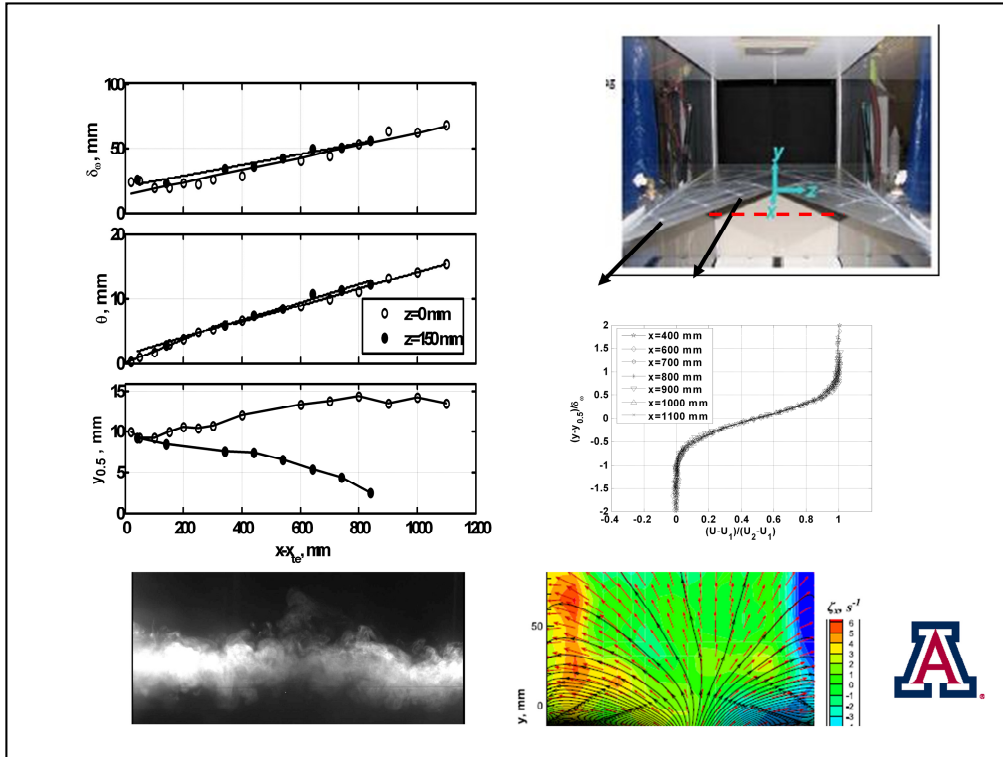 100
50
0
δω, mm
20
10
0
θ, mm
z=0mm
z=150mm
15
10
5
0
y0.5, mm
0 200 400 600 800 1000 1200
x-xte, mm
y
z
x
x=400 mm
x=600 mm
x=700 mm
x=800 mm
x=900 mm
x=1000 mm
x=1100 mm
2
1.5
1
0.5
0
-0.5
-1
-1.5
-2
(y-y0.5)/δω
-0.4 -0.2 0 0.2 0.4 0.6 0.8 1
(U-U1)/(U2-U1)
50
0
y, mm
ζx, s-1
6
5
4
3
2
1
0
-1
-2
-3
A